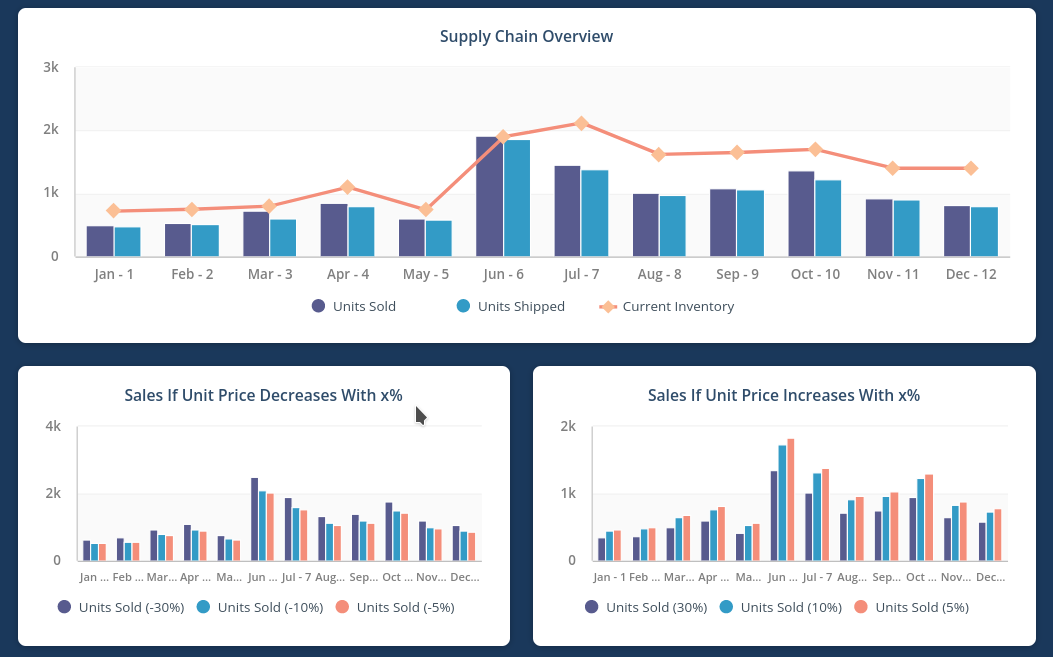 Supply Chain Overview
3k
2k
1k
0
Jan - 1 Feb - 2 Mar - 3 Apr - 4 May - 5 Jun - 6 Jul - 7 Aug - 8 Sep - 9 Oct - 10 Nov - 11 Dec - 12
Units Sold Units Shipped Current Inventory
Sales If Unit Price Decreases With x%
4k
2k
0
Jan ... Feb ... Mar... Apr ... Ma... Jun ... Jul - 7 Aug... Sep... Oct ... Nov... Dec...
Units Sold (-30%) Units Sold (-10%) Units Sold (-5%)
Sales If Unit Price Increases With x%
2k
1k
0
Jan - 1 Feb ... Mar... Apr ... Ma... Jun ... Jul - 7 Aug... Sep... Oct ... Nov... Dec...
Units Sold (30%) Units Sold (10%) Units Sold (5%)